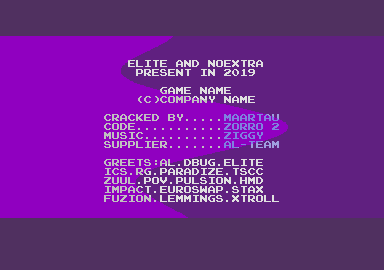 ELITE AND NOEXTRA
PRESENT IN 2019
GAME NAME
(C)COMPANY NAME
CRACKED BY.....MAARTAU
CODE...........ZORRO 2
MUSIC..........ZIGGY
SUPPLIER.......AL-TEAM
GREETS:AL.DBUG.ELITE
ICS.RG.PARADIZE.TSCC
ZUUL.POV.PULSION.HMD
IMPACT.EUROSWAP.STAX
FUZION.LEMMINGS.XTROLL